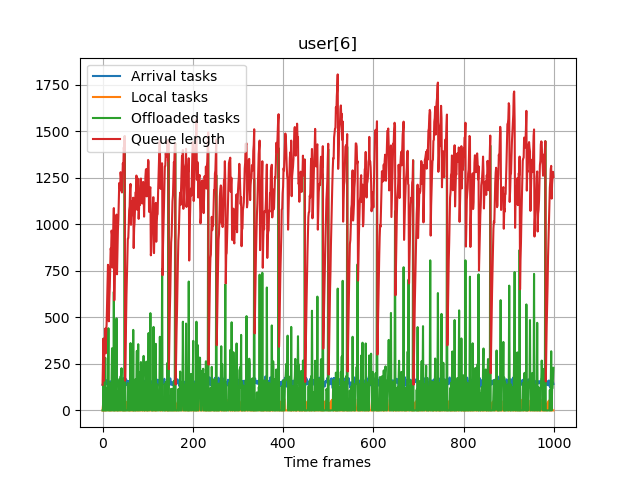 user[6]
Arrival tasks
Local tasks
Offloaded tasks
Queue length
1750
1500
1250
1000
750
500
250
0
0 200 400 600 800 1000
Time frames